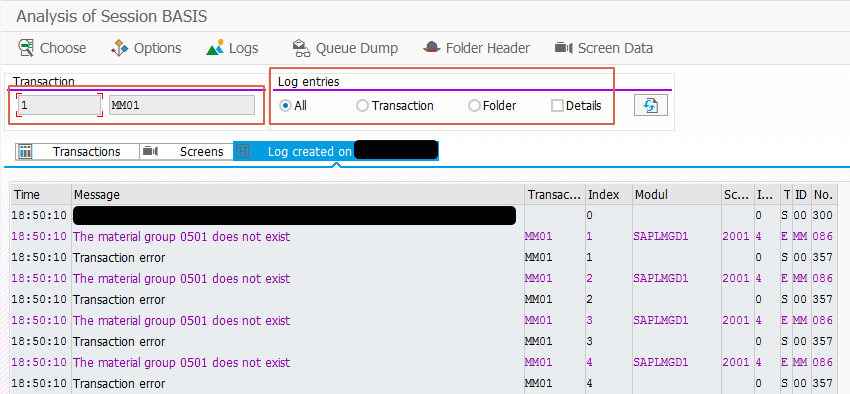 Analysis of Session BASIS
Choose Options Logs Queue Dump Folder Header Screen Data
Transaction Log entries
1 MM01 All Transaction Folder Details
Transactions Screens Log created on
Time Message Transac... Index Modul Sc... I... T ID No.
18:50:10 0 0 S 00 300
18:50:10 The material group 0501 does not exist MM01 1 SAPLMGD1 2001 4 E MM 086
18:50:10 Transaction error MM01 1 0 S 00 357
18:50:10 The material group 0501 does not exist MM01 2 SAPLMGD1 2001 4 E MM 086
18:50:10 Transaction error MM01 2 0 S 00 357
18:50:10 The material group 0501 does not exist MM01 3 SAPLMGD1 2001 4 E MM 086
18:50:10 Transaction error MM01 3 0 S 00 357
18:50:10 The material group 0501 does not exist MM01 4 SAPLMGD1 2001 4 E MM 086
18:50:10 Transaction error MM01 4 0 S 00 357